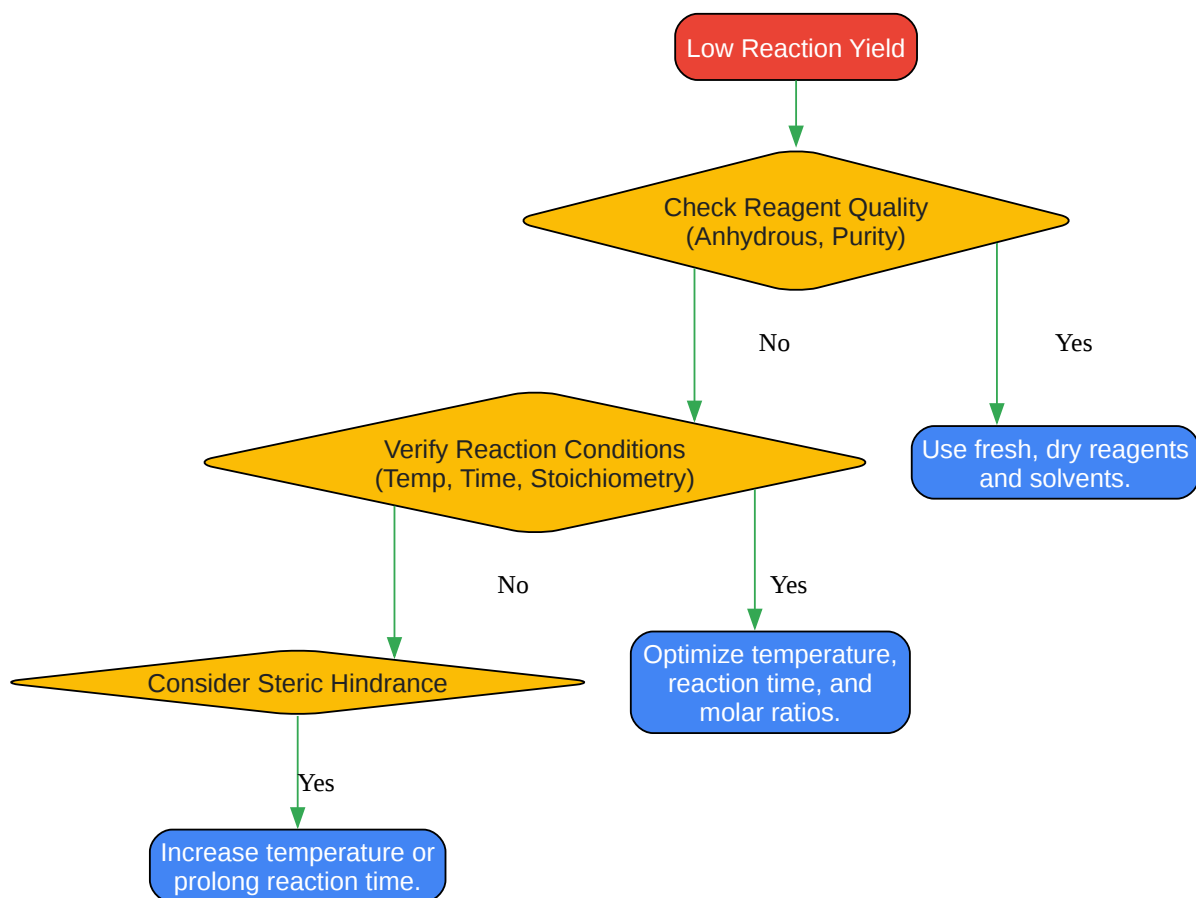 Low Reaction Yield
Check Reagent Quality
(Anhydrous, Purity)
No
Yes
Use fresh, dry reagents
and solvents.
Verify Reaction Conditions
(Temp, Time, Stoichiometry)
No
Yes
Optimize temperature,
reaction time, and
molar ratios.
Consider Steric Hindrance
Yes
Increase temperature or
prolong reaction time.